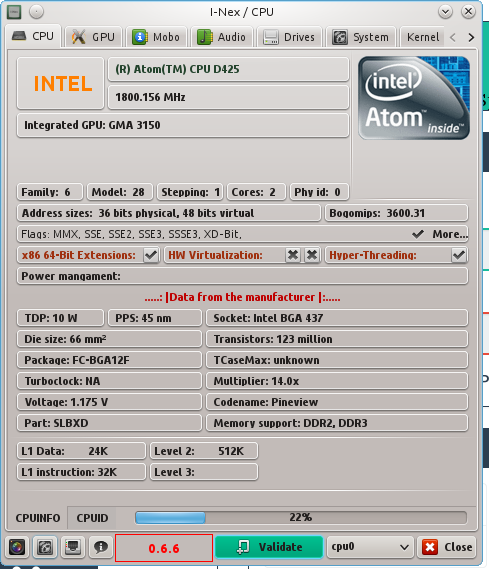 I-Nex / CPU
CPU GPU Mobo Audio Drives System Kernel
INTEL
(R) Atom(TM) CPU D425
1800.156 MHz
Integrated GPU: GMA 3150
intel
Atom™
inside™
Family: 6 Model: 28 Stepping: 1 Cores: 2 Phy id: 0
Address sizes: 36 bits physical, 48 bits virtual Bogomips: 3600.31
Flags: MMX, SSE, SSE2, SSE3, SSSE3, XD-Bit, More...
x86 64-Bit Extensions: HW Virtualization: Hyper-Threading:
Power mangament:
.....: |Data from the manufacturer |:.....
TDP: 10 W PPS: 45 nm Socket: Intel BGA 437
Die size: 66 mm² Transistors: 123 million
Package: FC-BGA12F TCaseMax: unknown
Turboclock: NA Multiplier: 14.0x
Voltage: 1.175 V Codename: Pineview
Part: SLBXD Memory support: DDR2, DDR3
L1 Data: 24K Level 2: 512K
L1 instruction: 32K Level 3:
CPUINFO CPUID 22%
0.6.6 Validate cpu0 Close